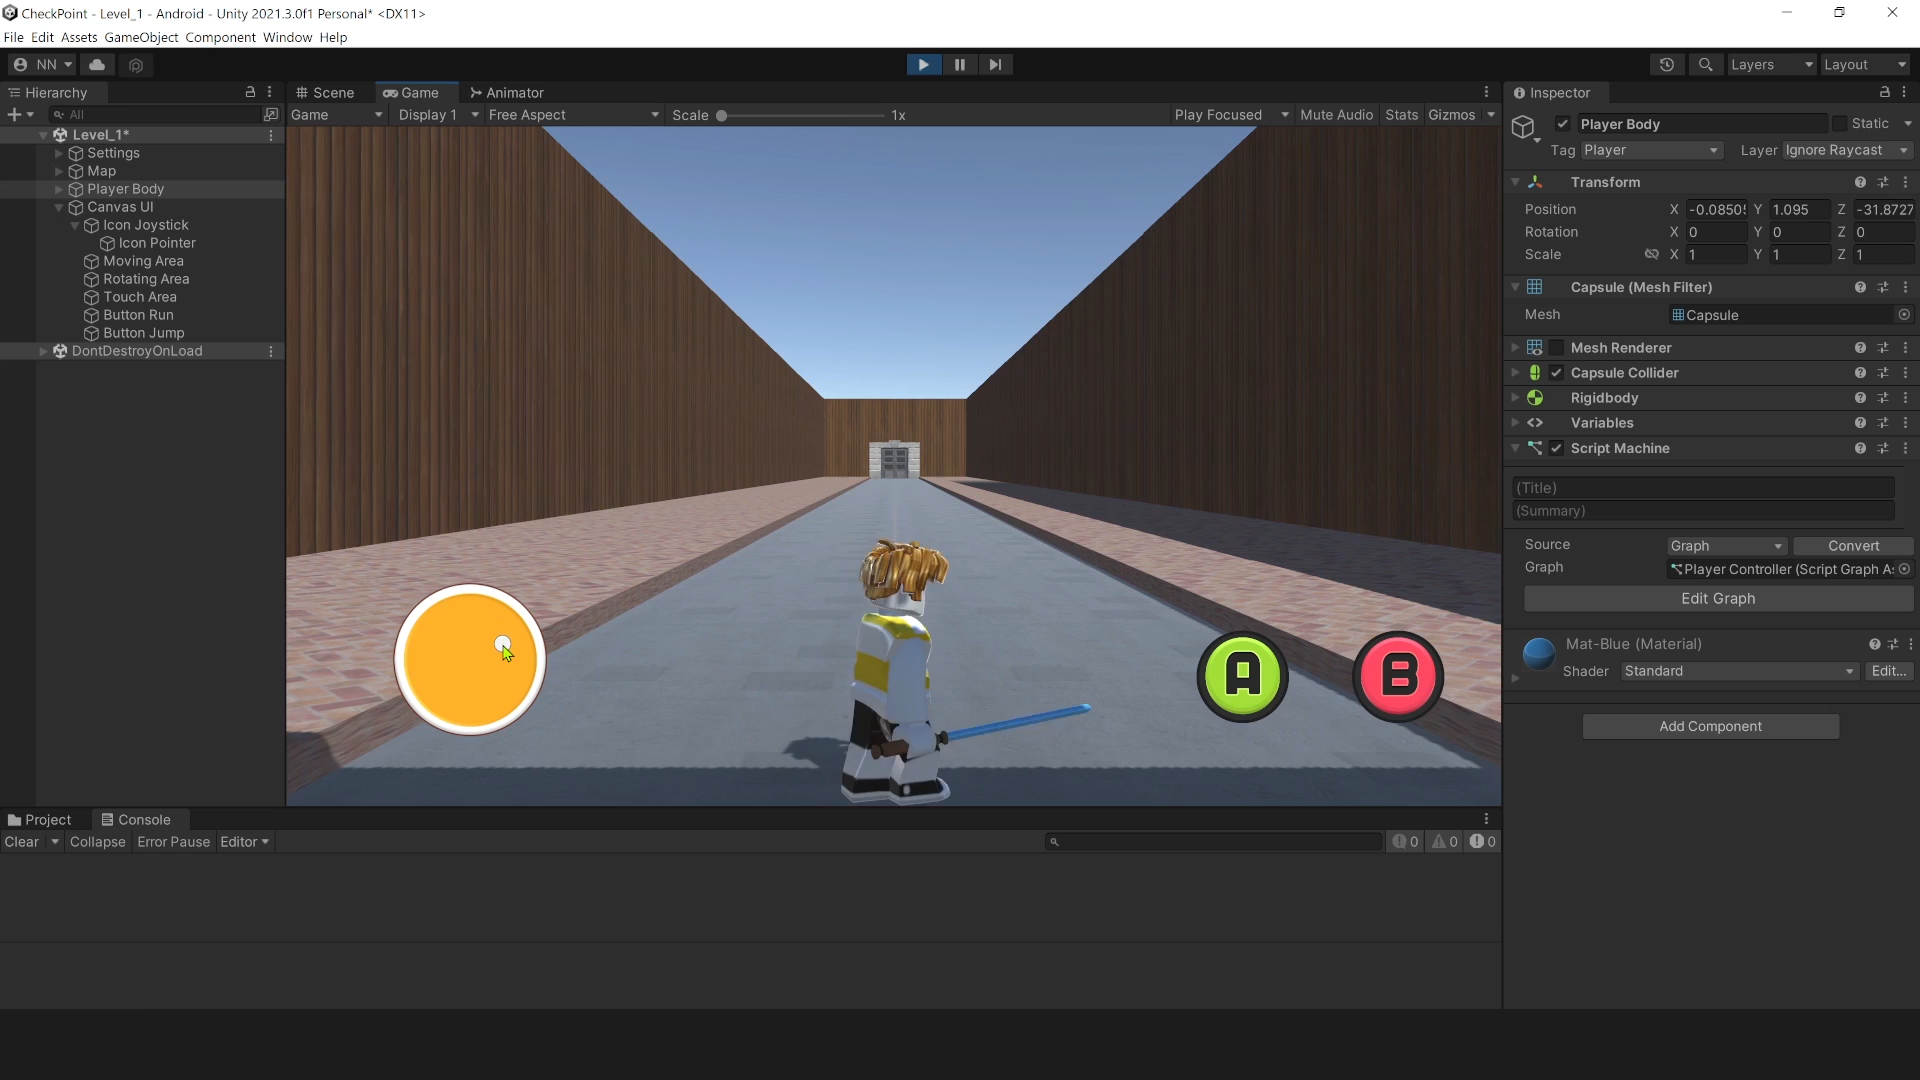 CheckPoint - Level_1 - Android - Unity 2021.3.0f1 Personal* <DX11>
File Edit Assets GameObject Component Window Help
NN
Layers
Layout
Hierarchy
All
Level_1*
Settings
Map
Player Body
Canvas UI
Icon Joystick
Icon Pointer
Moving Area
Rotating Area
Touch Area
Button Run
Button Jump
DontDestroyOnLoad
Scene Game Animator
Game Display 1 Free Aspect Scale 1x Play Focused Mute Audio Stats Gizmos
A B
Project Console
Clear Collapse Error Pause Editor
0 0 0
Inspector
Player Body Static
Tag Player Layer Ignore Raycast
Transform
Position X -0.0850 Y 1.095 Z -31.8727
Rotation X 0 Y 0 Z 0
Scale X 1 Y 1 Z 1
Capsule (Mesh Filter)
Mesh Capsule
Mesh Renderer
Capsule Collider
Rigidbody
Variables
Script Machine
(Title)
(Summary)
Source Graph Convert
Graph Player Controller (Script Graph A
Edit Graph
Mat-Blue (Material)
Shader Standard Edit...
Add Component